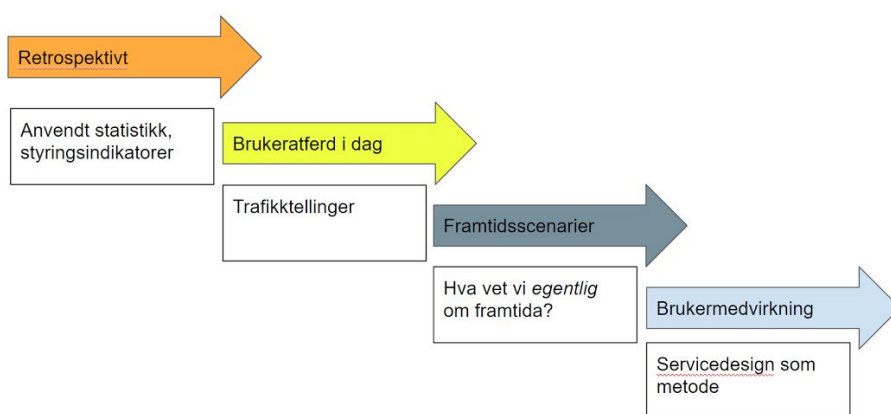 Retrospektivt
Anvendt statistikk,
styringsindikatorer
Brukeratferd i dag
Trafikktellinger
Framtidsscenarier
Hva vet vi egentlig
om framtida?
Brukermedvirkning
Servicedesign som
metode